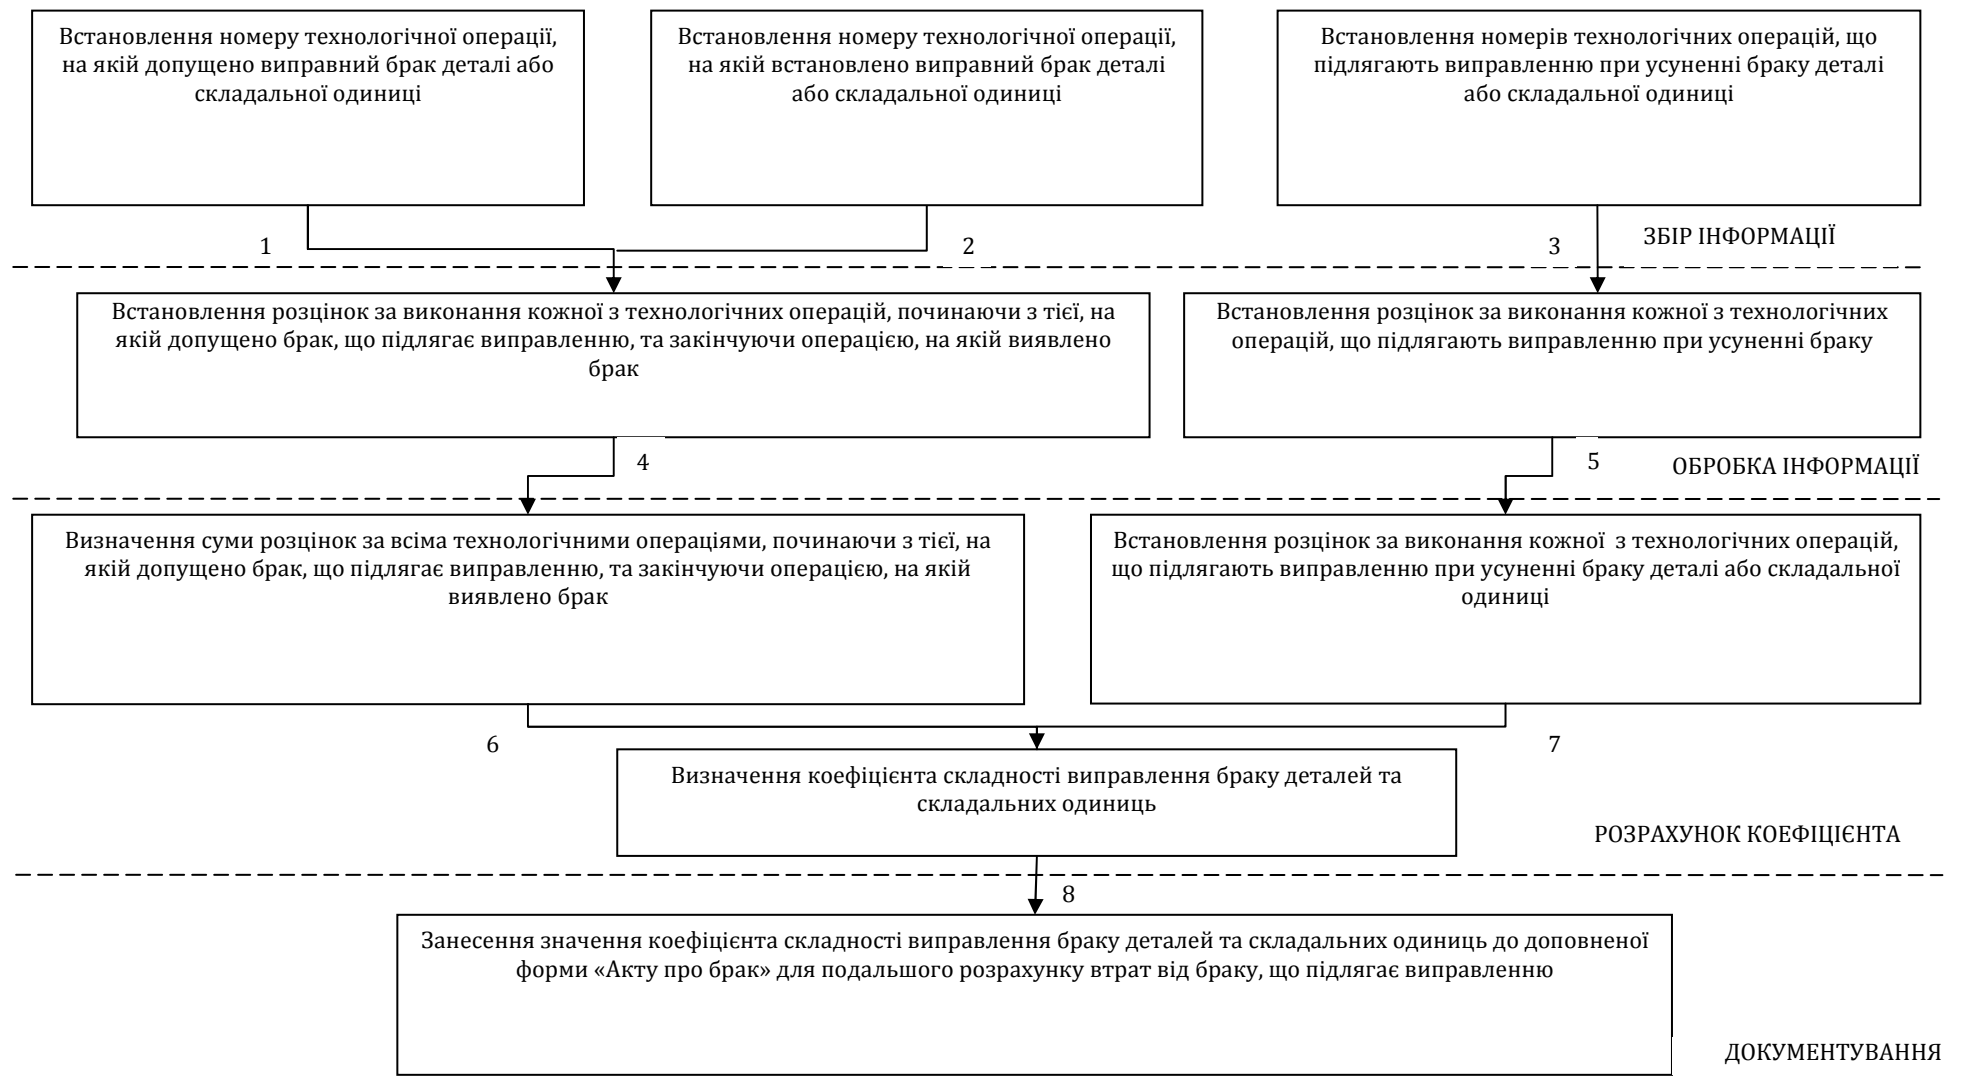 Встановлення номеру технологічної операції,
на якій допущено виправний брак деталі або
складальної одиниці
Встановлення номеру технологічної операції,
на якій встановлено виправний брак деталі
або складальної одиниці
Встановлення номерів технологічних операцій, що
підлягають виправленню при усуненні браку деталі
або складальної одиниці
1
2
3
ЗБІР ІНФОРМАЦІЇ
Встановлення розцінок за виконання кожної з технологічних операцій, починаючи з тієї, на
якій допущено брак, що підлягає виправленню, та закінчуючи операцією, на якій виявлено
брак
Встановлення розцінок за виконання кожної з технологічних
операцій, що підлягають виправленню при усуненні браку
4
5
ОБРОБКА ІНФОРМАЦІЇ
Визначення суми розцінок за всіма технологічними операціями, починаючи з тієї, на
якій допущено брак, що підлягає виправленню, та закінчуючи операцією, на якій
виявлено брак
Встановлення розцінок за виконання кожної з технологічних операцій,
що підлягають виправленню при усуненні браку деталі або складальної
одиниці
6
7
Визначення коефіцієнта складності виправлення браку деталей та
складальних одиниць
РОЗРАХУНОК КОЕФІЦІЄНТА
8
Занесення значення коефіцієнта складності виправлення браку деталей та складальних одиниць до доповненої
форми «Акту про брак» для подальшого розрахунку втрат від браку, що підлягає виправленню
ДОКУМЕНТУВАННЯ